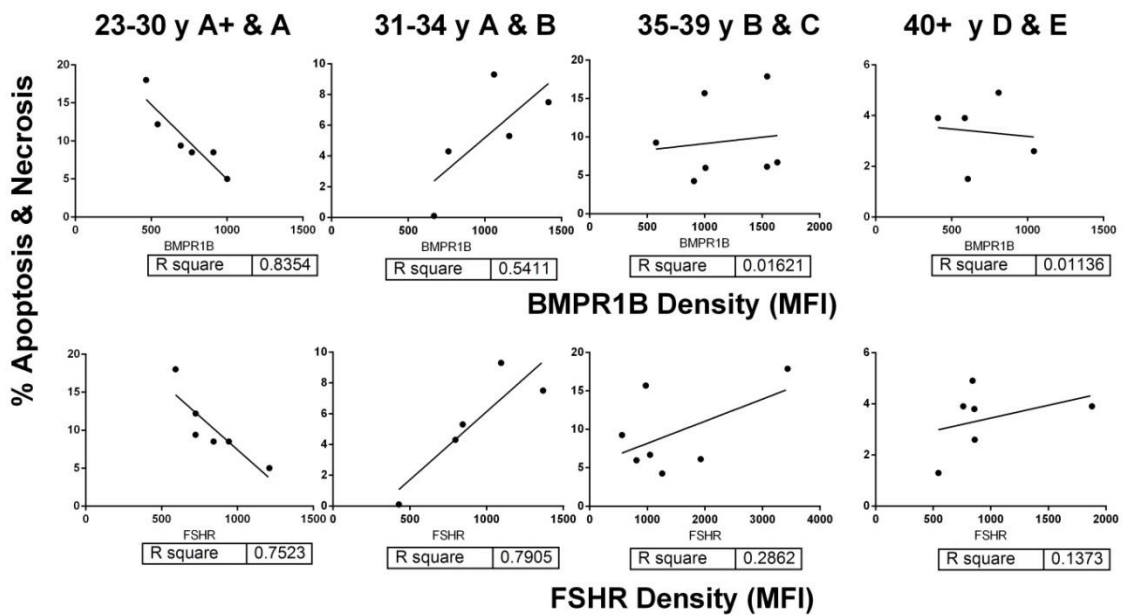 23-30 y A+ & A 31-34 y A & B 35-39 y B & C 40+ y D & E
% Apoptosis & Necrosis
20 10 20 6
15 8 15 4
10 6 10 2
5 4 5 0
0 2 0
0
0 500 1000 1500 0 500 1000 1500 0 500 1000 1500 2000 0 500 1000 1500
BMPR1B BMPR1B BMPR1B BMPR1B
R square 0.8354 R square 0.5411 R square 0.01621 R square 0.01136
BMPR1B Density (MFI)
20 10 20 6
15 8 15 4
10 6 10 2
5 4 5 0
0 2 0
0
0 500 1000 1500 0 500 1000 1500 0 1000 2000 3000 4000 0 500 1000 1500 2000
FSHR FSHR FSHR FSHR
R square 0.7523 R square 0.7905 R square 0.2862 R square 0.1373
FSHR Density (MFI)